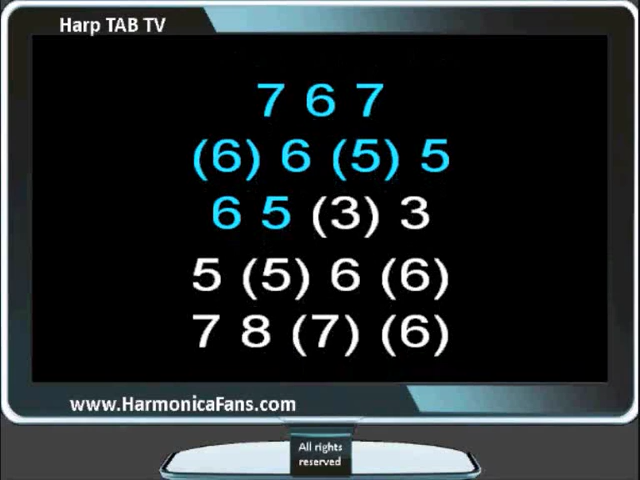 Harp TAB TV
7 6 7
(6) 6 (5) 5
6 5 (3) 3
5 (5) 6 (6)
7 8 (7) (6)
www.HarmonicaFans.com
All rights
reserved